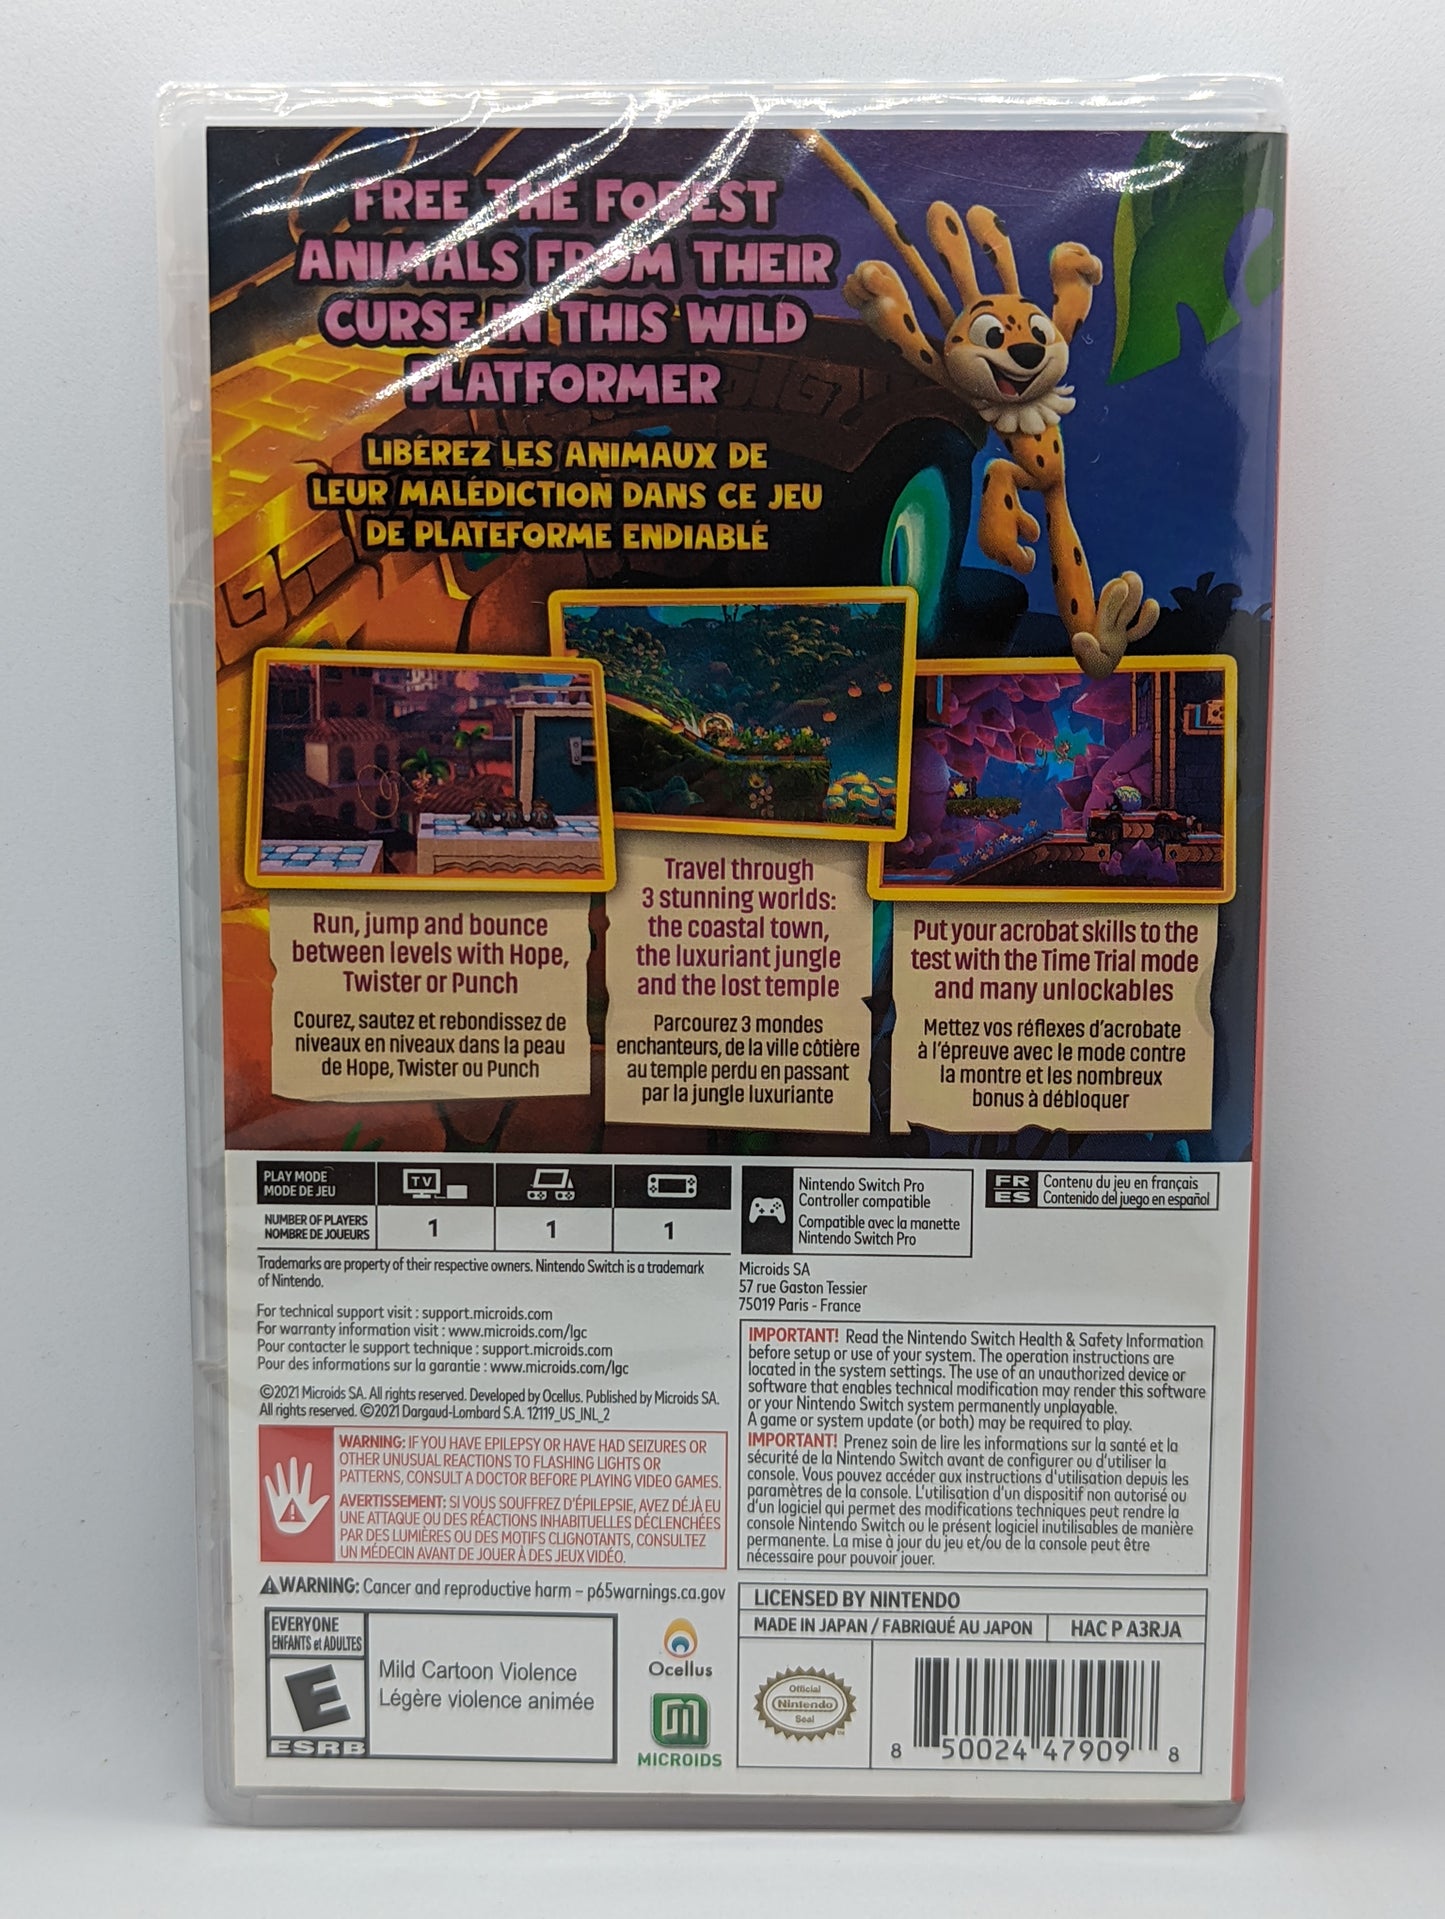 FREE THE FOREST
ANIMALS FROM THEIR
CURSE IN THIS WILD
PLATFORMER
LIBÉREZ LES ANIMAUX DE
LEUR MALÉDICTION DANS CE JEU
DE PLATEFORME ENDIABLÉ
Run, jump and bounce
between levels with Hope,
Twister or Punch
Courez, sautez et rebondissez de
niveaux en niveaux dans la peau
de Hope, Twister ou Punch
Travel through
3 stunning worlds:
the coastal town,
the luxuriant jungle
and the lost temple
Parcourez 3 mondes
enchanteurs, de la ville côtière
au temple perdu en passant
par la jungle luxuriante
Put your acrobat skills to the
test with the Time Trial mode
and many unlockables
Mettez vos réflexes d'acrobate
à l'épreuve avec le mode contre
la montre et les nombreux
bonus à débloquer
PLAY MODE
MODE DE JEU
TV
NUMBER OF PLAYERS
NOMBRE DE JOUEURS
1 1 1
Nintendo Switch Pro
Controller compatible
Compatible avec la manette
Nintendo Switch Pro
FR Contenu du jeu en français
ES Contenido del juego en español
Trademarks are property of their respective owners. Nintendo Switch is a trademark
of Nintendo.
For technical support visit : support.microids.com
For warranty information visit : www.microids.com/lgc
Pour contacter le support technique : support.microids.com
Pour des informations sur la garantie : www.microids.com/lgc
©2021 Microids SA. All rights reserved. Developed by Ocellus. Published by Microids SA.
All rights reserved. ©2021 Dargaud-Lombard S.A. 12119_US_INL_2
Microids SA
57 rue Gaston Tessier
75019 Paris - France
WARNING: IF YOU HAVE EPILEPSY OR HAVE HAD SEIZURES OR
OTHER UNUSUAL REACTIONS TO FLASHING LIGHTS OR
PATTERNS, CONSULT A DOCTOR BEFORE PLAYING VIDEO GAMES.
AVERTISSEMENT: SI VOUS SOUFFREZ D'ÉPILEPSIE, AVEZ DÉJÀ EU
UNE ATTAQUE OU DES RÉACTIONS INHABITUELLES DÉCLENCHÉES
PAR DES LUMIÈRES OU DES MOTIFS CLIGNOTANTS, CONSULTEZ
UN MÉDECIN AVANT DE JOUER À DES JEUX VIDÉO.
IMPORTANT! Read the Nintendo Switch Health & Safety Information
before setup or use of your system. The operation instructions are
located in the system settings. The use of an unauthorized device or
software that enables technical modification may render this software
or your Nintendo Switch system permanently unplayable.
A game or system update (or both) may be required to play.
IMPORTANT! Prenez soin de lire les informations sur la santé et la
sécurité de la Nintendo Switch avant de configurer ou d'utiliser la
console. Vous pouvez accéder aux instructions d'utilisation depuis les
paramètres de la console. L'utilisation d'un dispositif non autorisé ou
d'un logiciel qui permet des modifications techniques peut rendre la
console Nintendo Switch ou le présent logiciel inutilisables de manière
permanente. La mise à jour du jeu et/ou de la console peut être
nécessaire pour pouvoir jouer.
WARNING: Cancer and reproductive harm – p65warnings.ca.gov
EVERYONE
ENFANTS et ADULTES
E
ESRB
Mild Cartoon Violence
Légère violence animée
Ocellus
MICROIDS
LICENSED BY NINTENDO
MADE IN JAPAN / FABRIQUÉ AU JAPON
HAC P A3RJA
Official
Nintendo
Seal
8 50024 47909 8